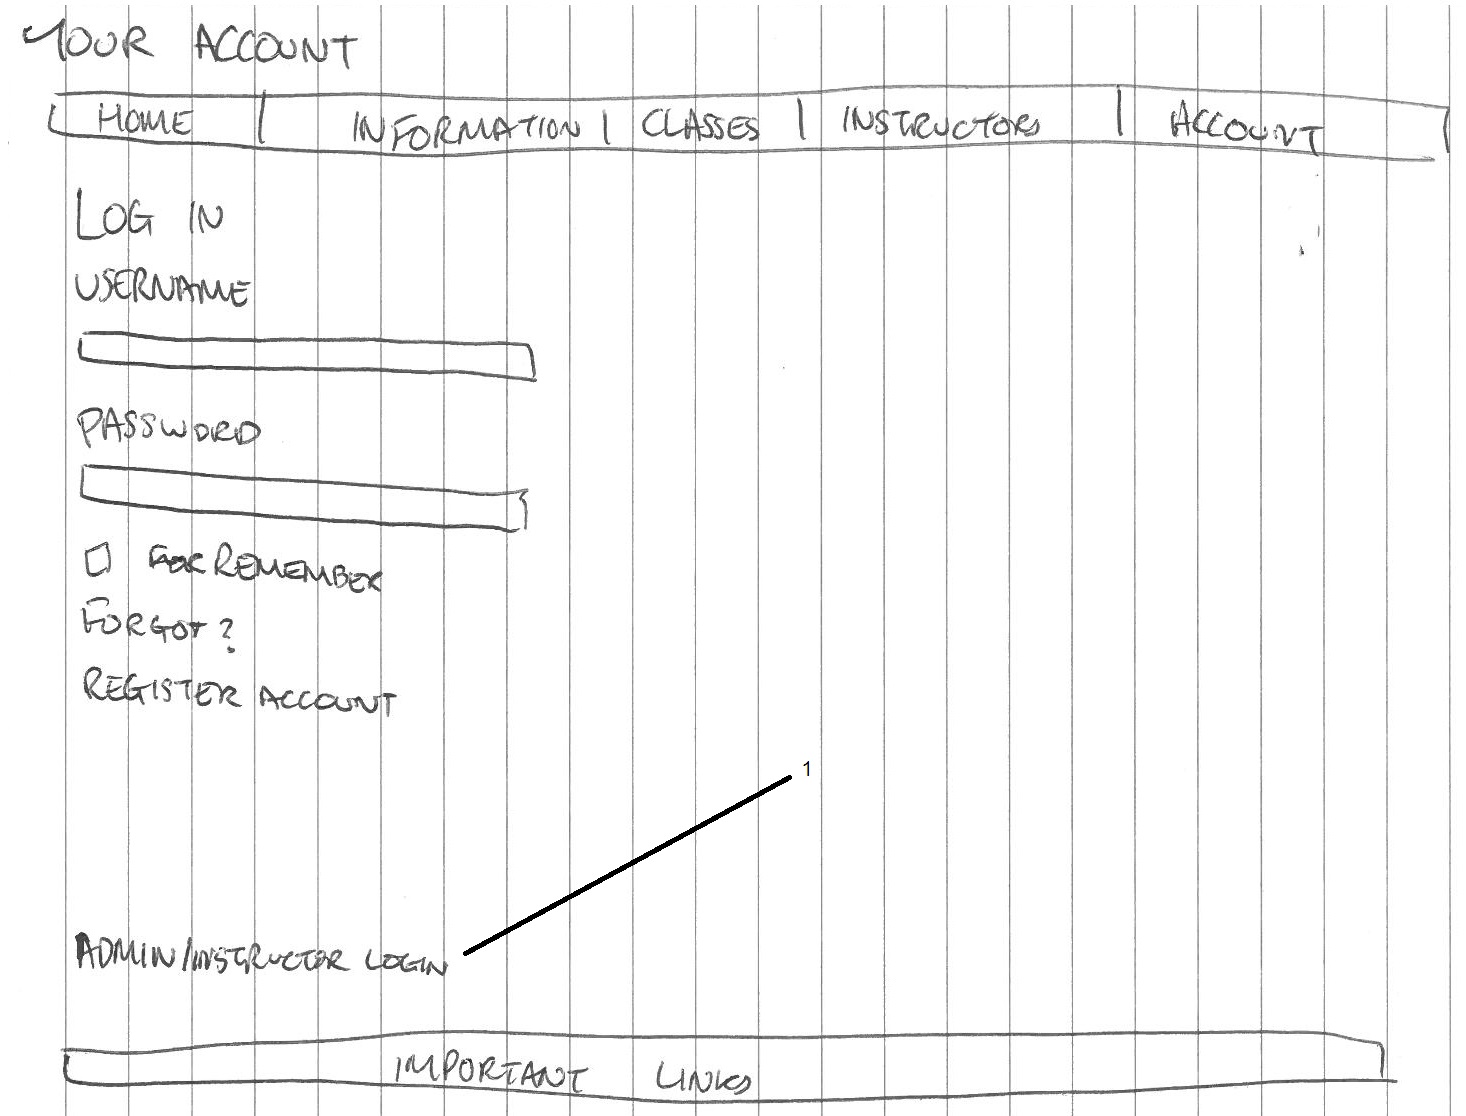 YOUR ACCOUNT
HOME INFORMATION CLASSES INSTRUCTORS ACCOUNT
LOG IN
USERNAME
PASSWORD
FOR REMEMBER
FORGOT?
REGISTER ACCOUNT
1
ADMIN/INSTRUCTOR LOGIN
IMPORTANT LINKS